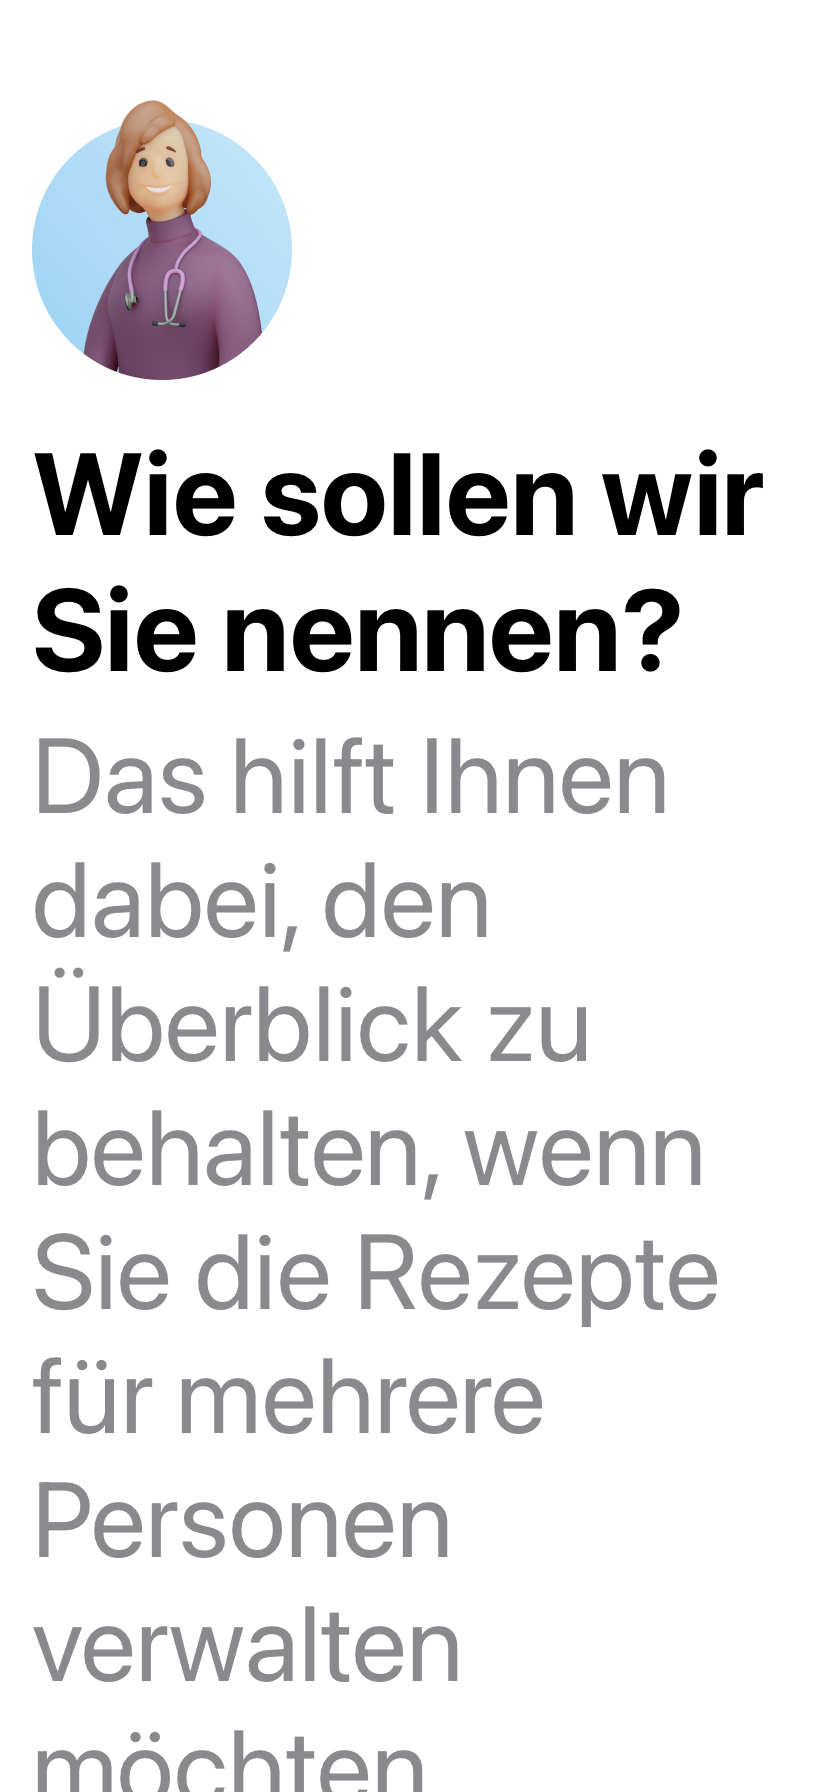 Wie sollen wir
Sie nennen?
Das hilft Ihnen
dabei, den
Überblick zu
behalten, wenn
Sie die Rezepte
für mehrere
Personen
verwalten
möchten